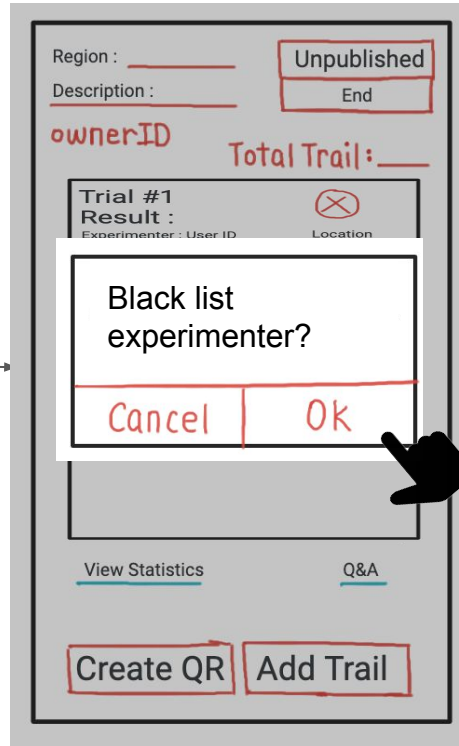 Region :
Unpublished
Description :
End
ownerID
Total Trail:
Trial #1
Result :
Experimenter : User ID
Location
Black list
experimenter?
Cancel
OK
View Statistics
Q&A
Create QR
Add Trail